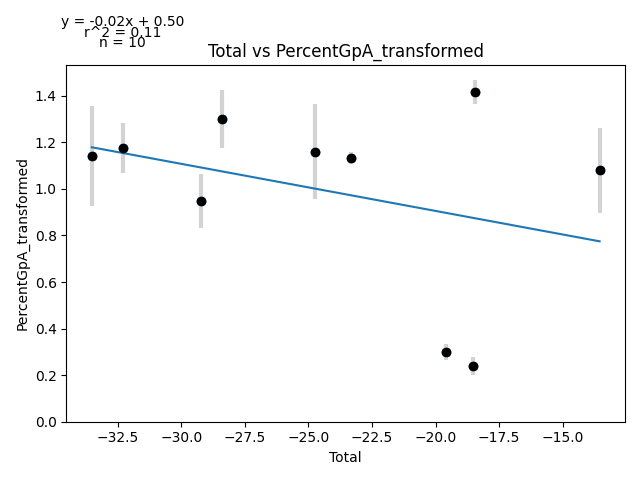 y = -0.02x + 0.50
r^2 = 0.11
n = 10
Total vs PercentGpA_transformed
PercentGpA_transformed
1.4
1.2
1.0
0.8
0.6
0.4
0.2
0.0
−32.5 −30.0 −27.5 −25.0 −22.5 −20.0 −17.5 −15.0
Total